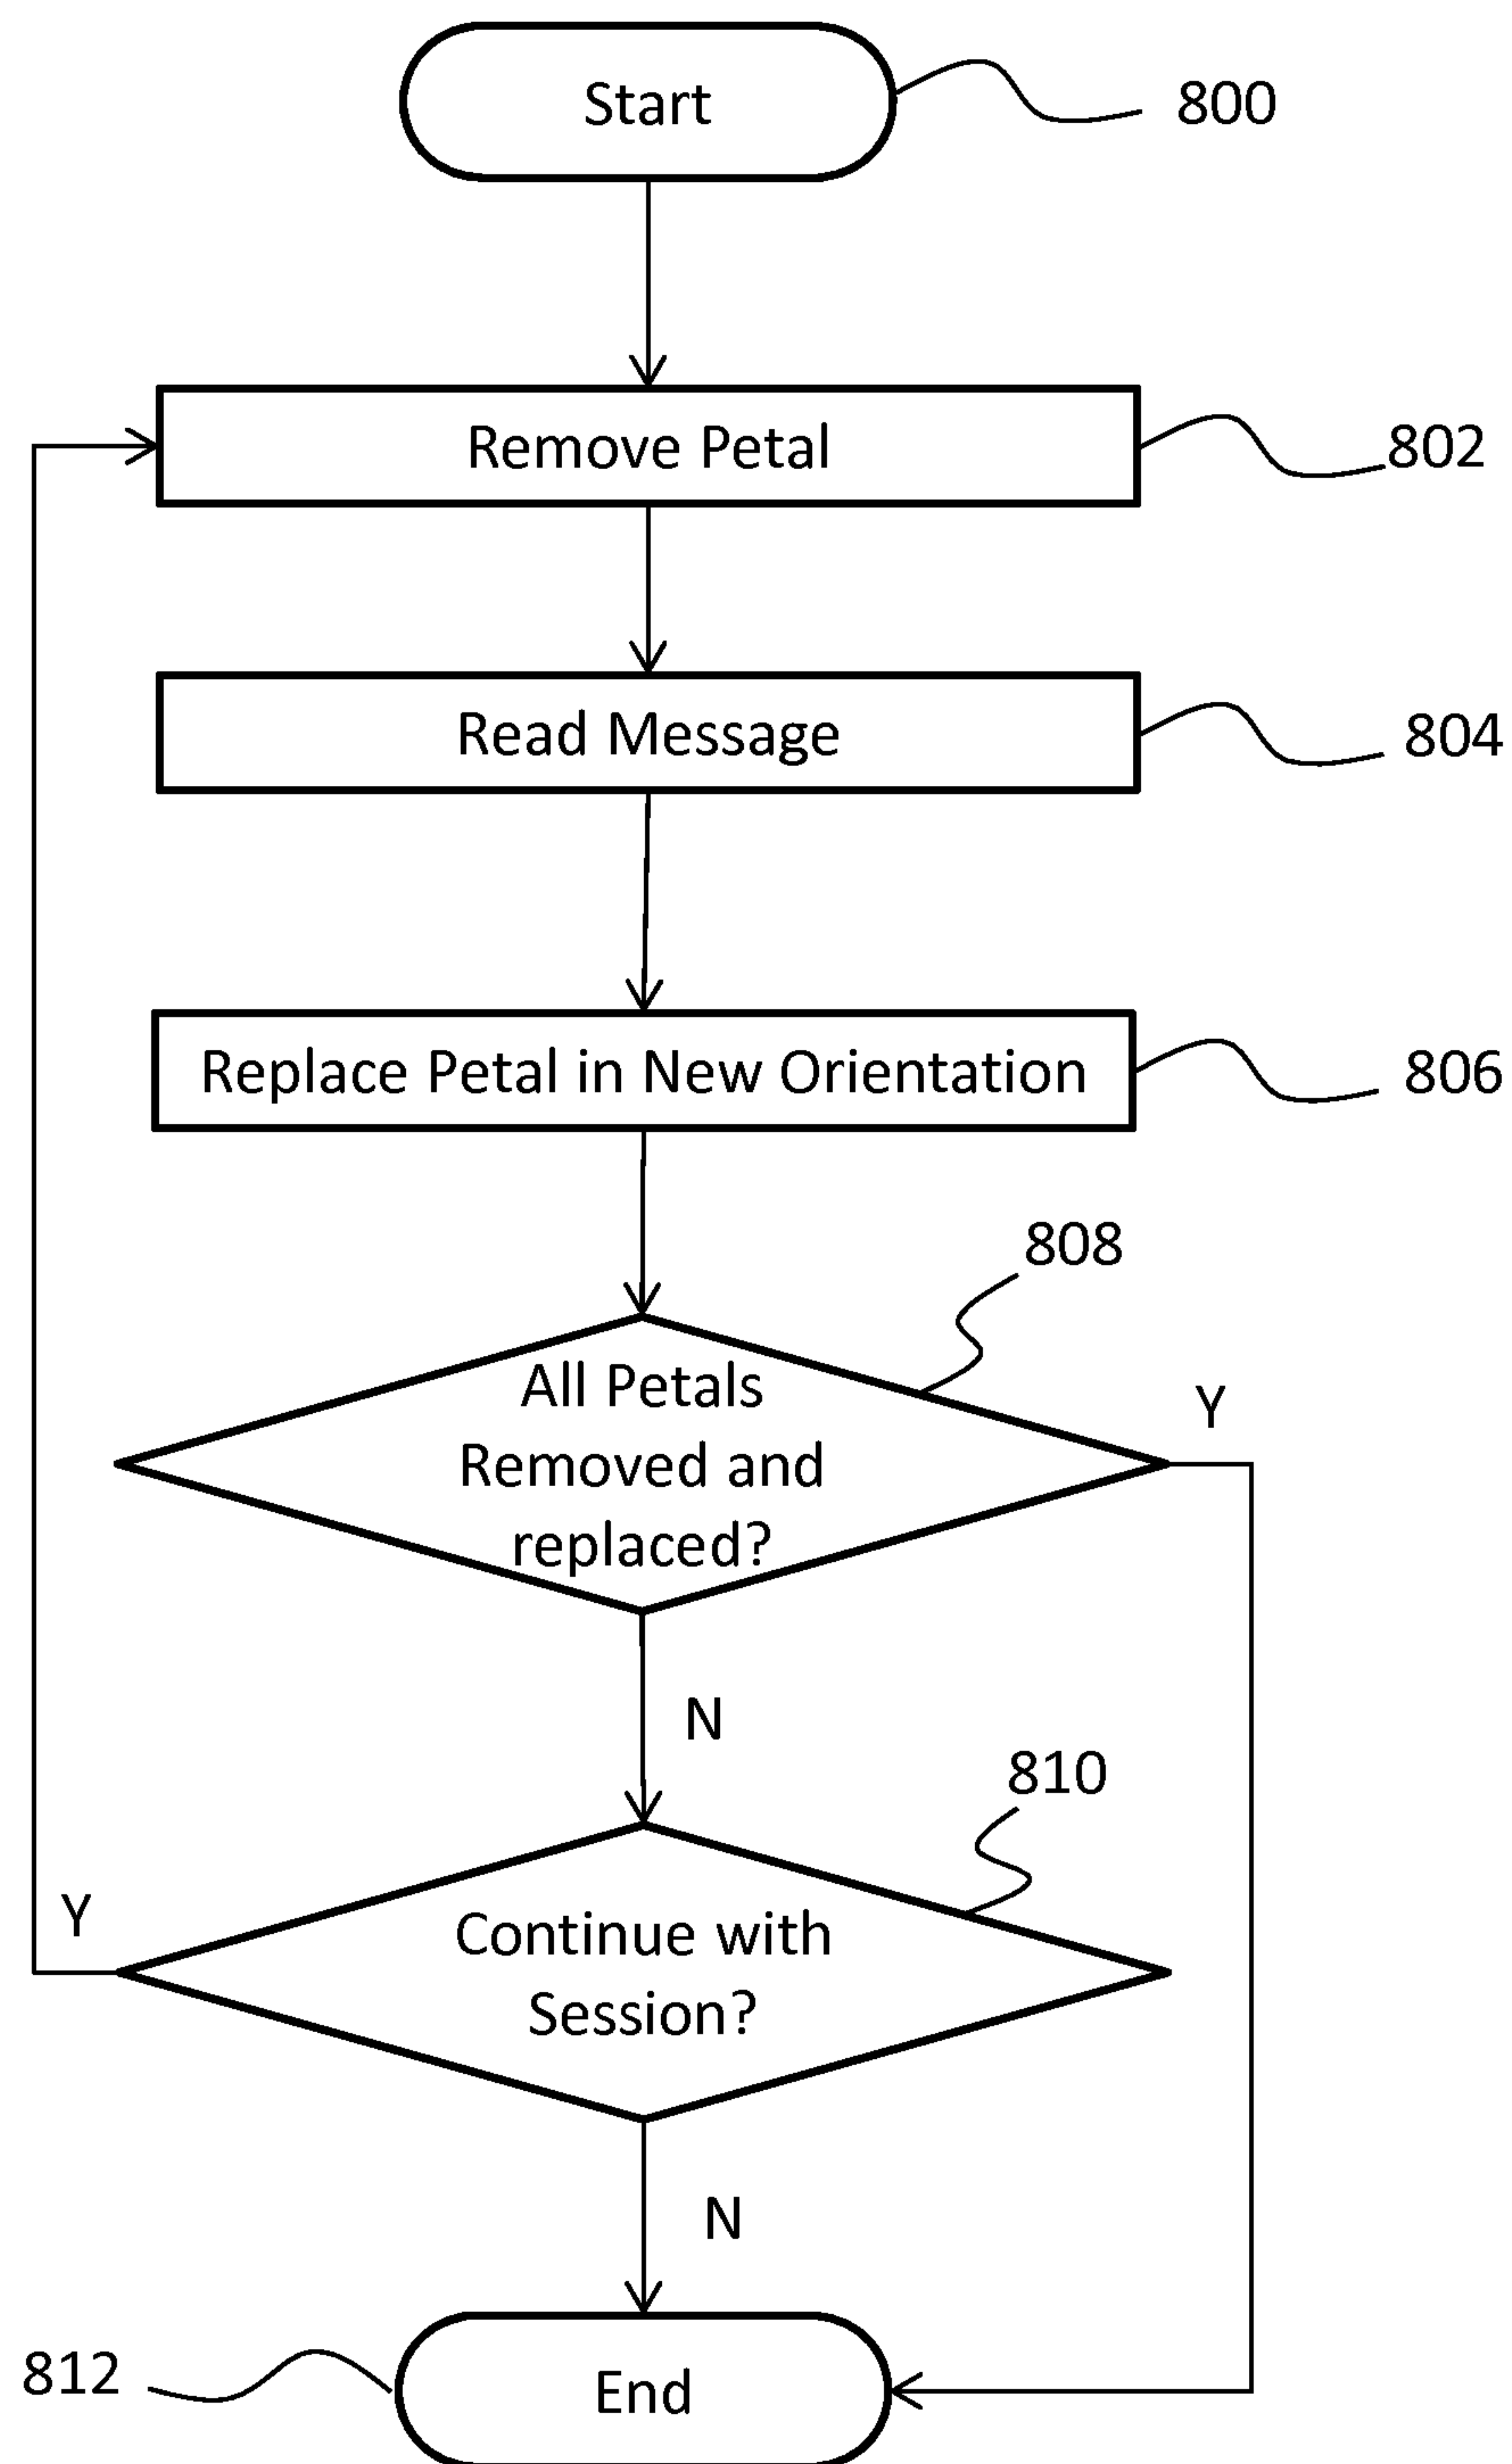 Start
800
Remove Petal
802
Read Message
804
Replace Petal in New Orientation
806
808
All Petals
Removed and
replaced?
Y
N
810
Y
Continue with
Session?
N
812
End